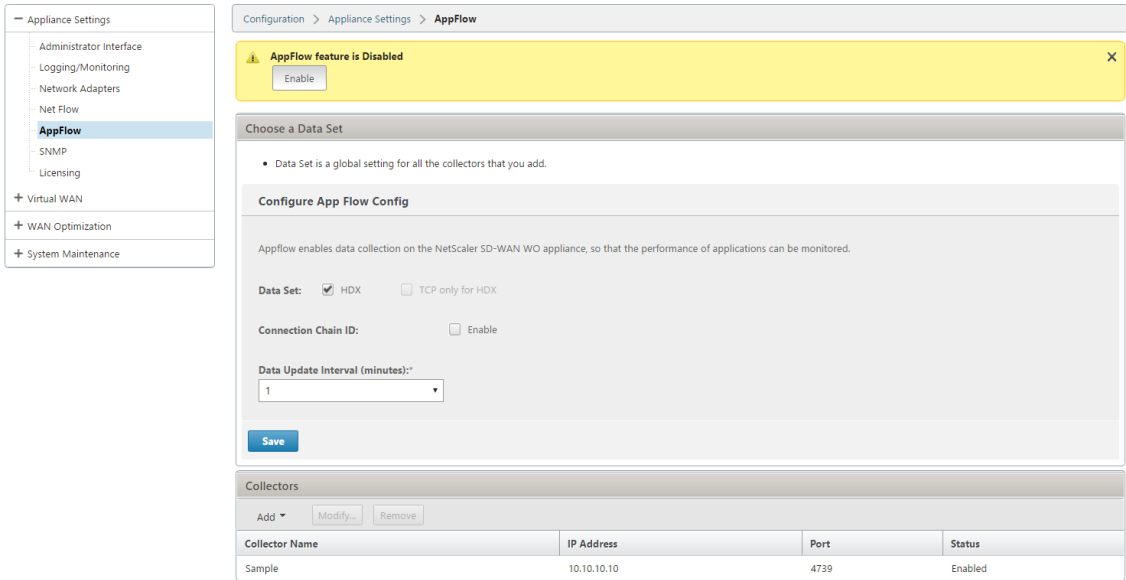 Appliance Settings
Administrator Interface
Logging/Monitoring
Network Adapters
Net Flow
AppFlow
SNMP
Licensing
Virtual WAN
WAN Optimization
System Maintenance
Configuration > Appliance Settings > AppFlow
AppFlow feature is Disabled
Enable
Choose a Data Set
• Data Set is a global setting for all the collectors that you add.
Configure App Flow Config
Appflow enables data collection on the NetScaler SD-WAN WO appliance, so that the performance of applications can be monitored.
Data Set: HDX TCP only for HDX
Connection Chain ID: Enable
Data Update Interval (minutes):*
1
Save
Collectors
Add Modify... Remove
Collector Name IP Address Port Status
Sample 10.10.10.10 4739 Enabled